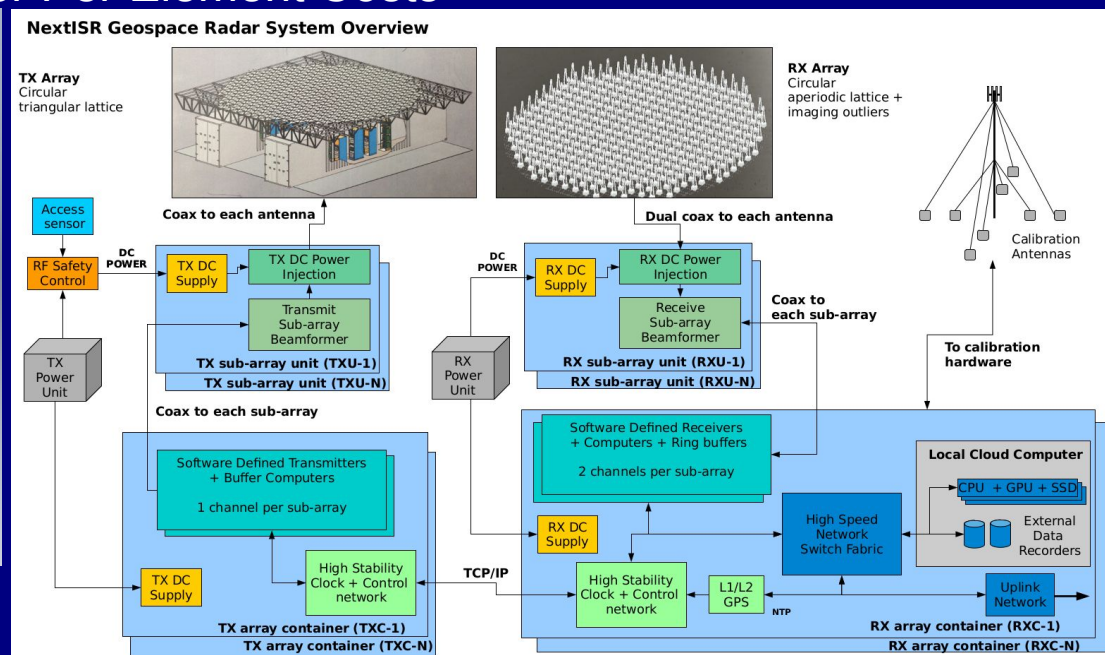 NextISR Geospace Radar System Overview
TX Array
Circular
triangular lattice
RX Array
Circular
aperiodic lattice +
imaging outliers
Access
sensor
Coax to each antenna
Dual coax to each antenna
Calibration
Antennas
RF Safety
Control
DC
POWER
TX DC
Supply
TX DC Power
Injection
Transmit
Sub-array
Beamformer
TX sub-array unit (TXU-1)
TX sub-array unit (TXU-N)
TX
Power
Unit
DC
POWER
RX DC
Supply
RX DC Power
Injection
Receive
Sub-array
Beamformer
RX sub-array unit (RXU-1)
RX sub-array unit (RXU-N)
RX
Power
Unit
Coax to
each sub-array
To calibration
hardware
Coax to each sub-array
Software Defined Transmitters
+ Buffer Computers
1 channel per sub-array
TX DC
Supply
High Stability
Clock + Control
network
TX array container (TXC-1)
TX array container (TXC-N)
TCP/IP
Software Defined Receivers
+ Computers + Ring buffers
2 channels per sub-array
RX DC
Supply
High Stability
Clock + Control
network
L1/L2
GPS
NTP
High Speed
Network
Switch Fabric
Local Cloud Computer
CPU + GPU + SSD
External
Data
Recorders
Uplink
Network
RX array container (RXC-1)
RX array container (RXC-N)